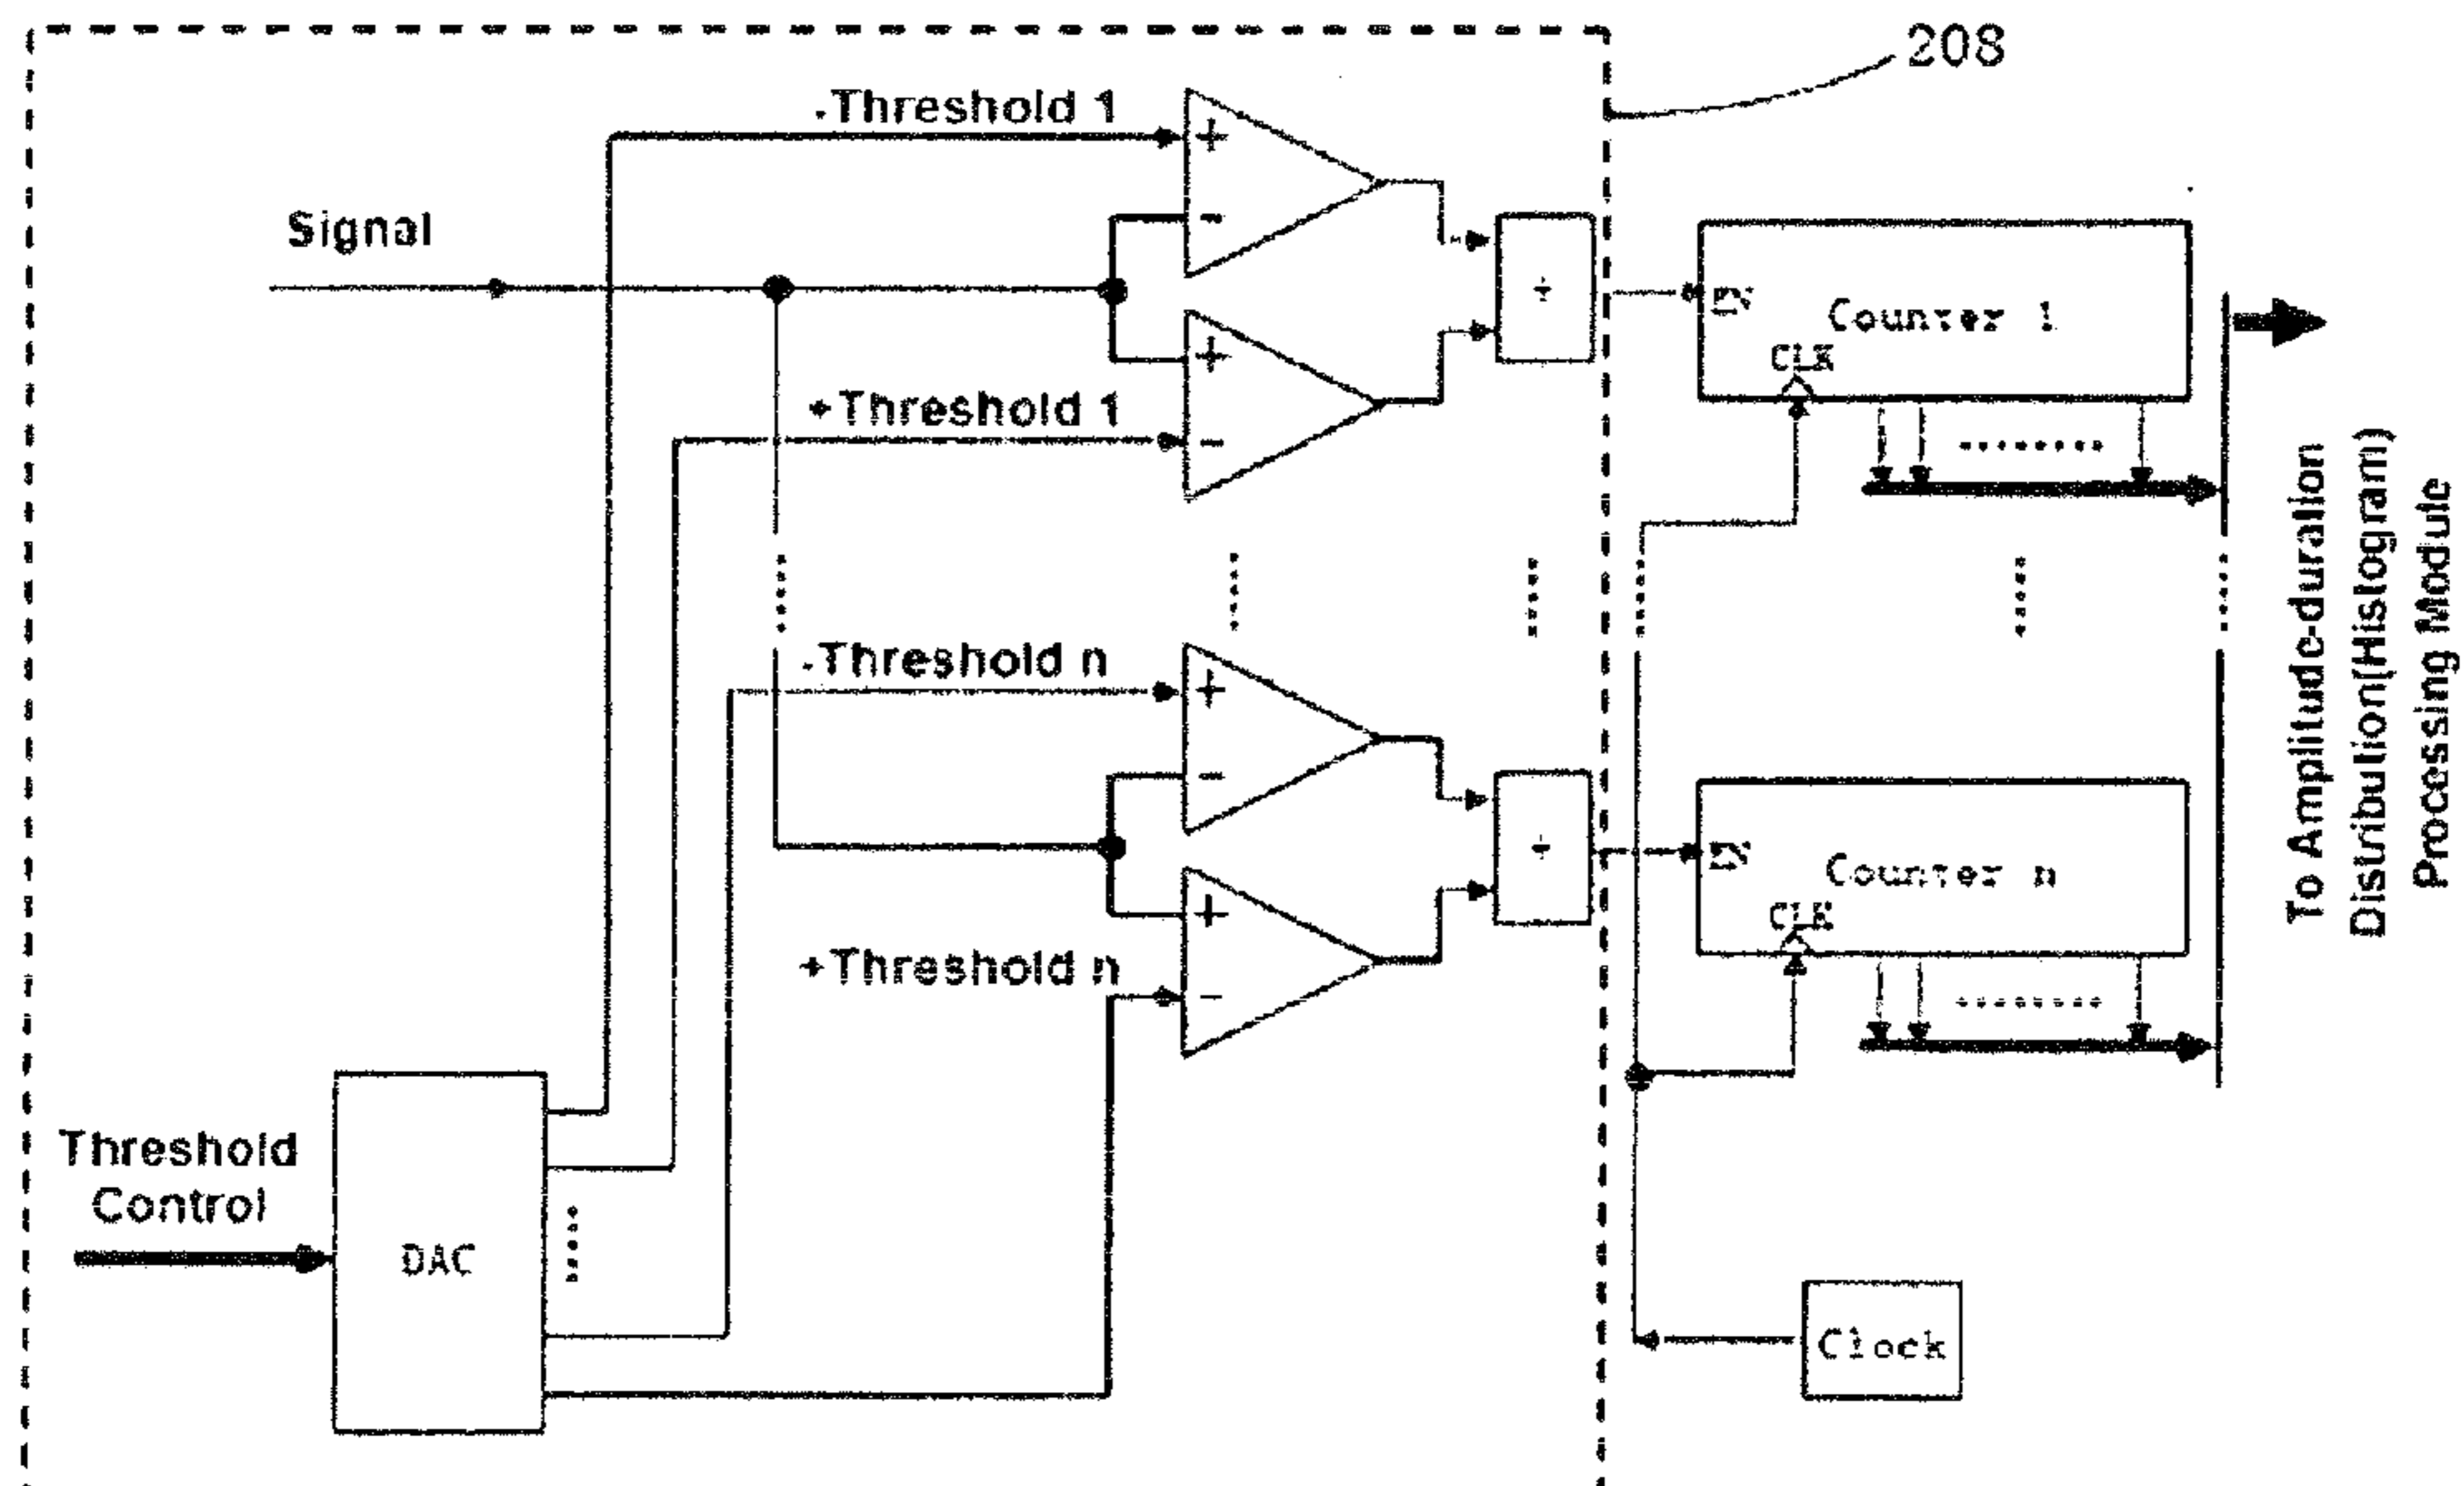 208
-Threshold 1
+
-
Signal
+
EN
Counter 1
CLK
+
+Threshold 1
-
-Threshold n
+
-
+
EN
Counter n
CLK
+
+Threshold n
-
Threshold
Control
DAC
Clock
To Amplitude-duration
Distribution(Histogram)
Processing Module